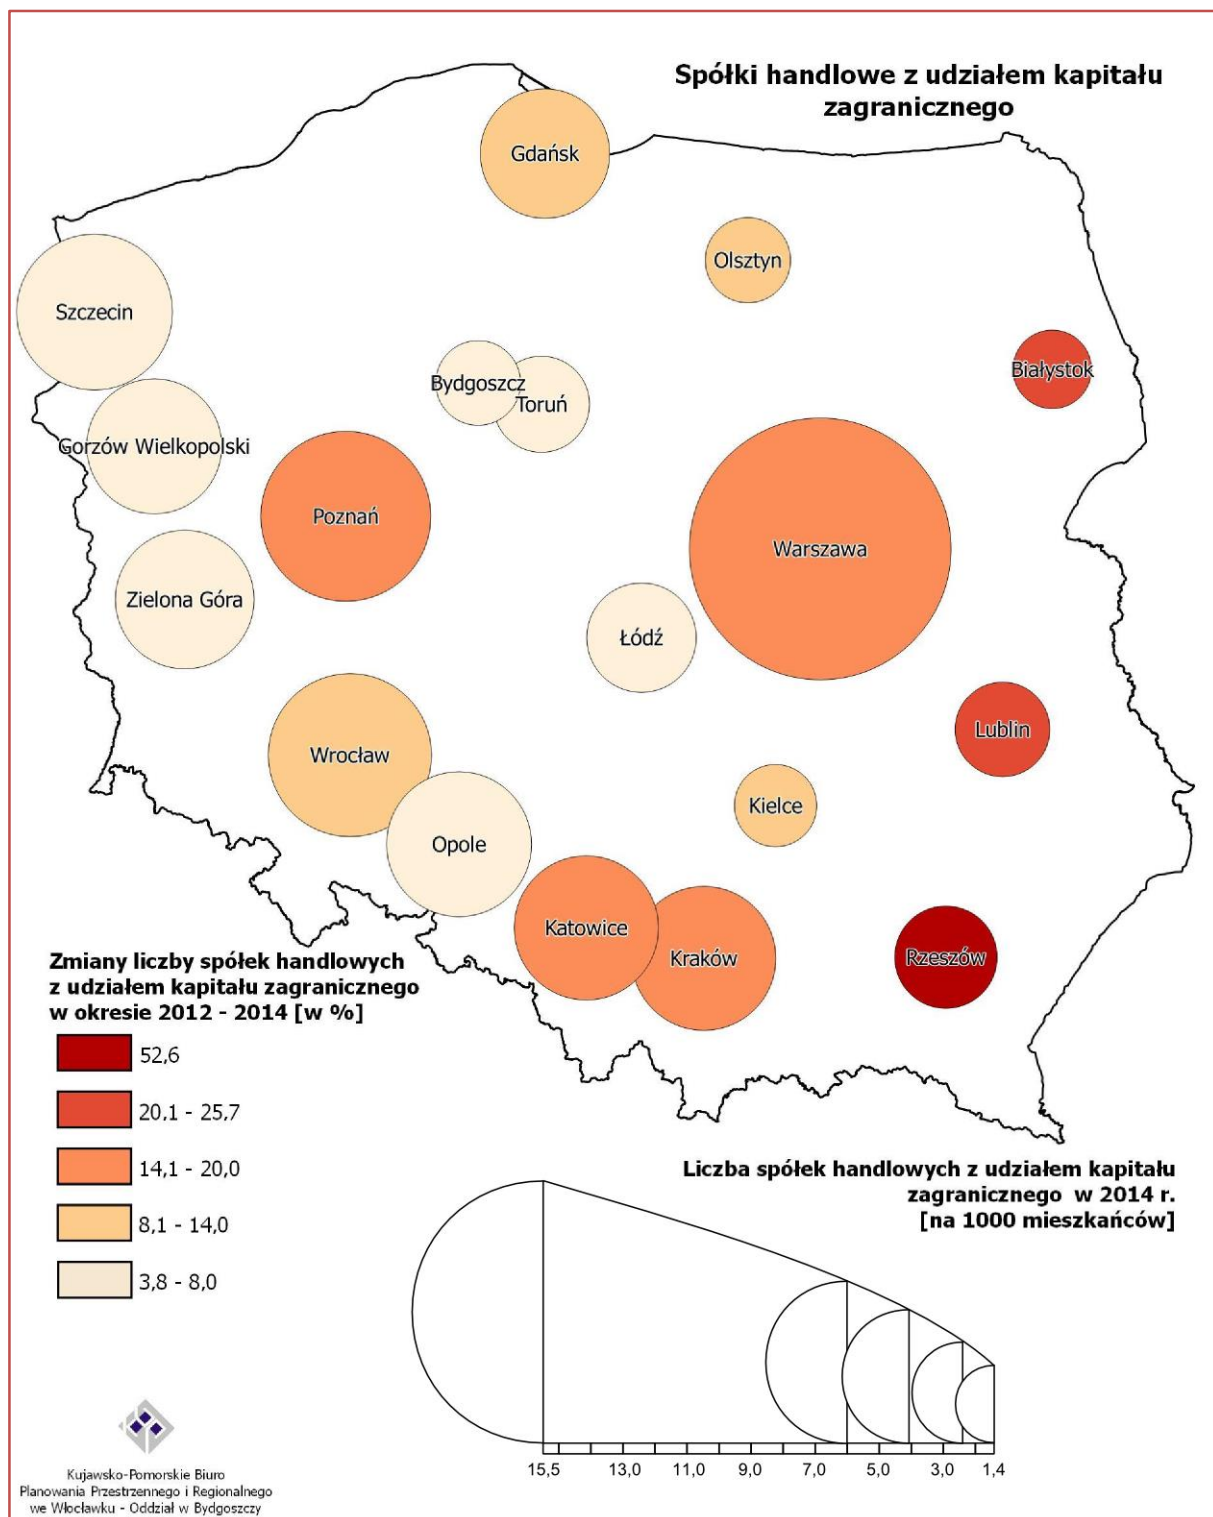 Spółki handlowe z udziałem kapitału
zagranicznego
Gdańsk
Olsztyn
Szczecin
Białystok
Bydgoszcz
Toruń
Gorzów Wielkopolski
Poznań
Warszawa
Zielona Góra
Łódź
Lublin
Wrocław
Kielce
Opole
Katowice
Kraków
Rzeszów
Zmiany liczby spółek handlowych
z udziałem kapitału zagranicznego
w okresie 2012 - 2014 [w %]
52,6
20,1 - 25,7
14,1 - 20,0
8,1 - 14,0
3,8 - 8,0
Liczba spółek handlowych z udziałem kapitału
zagranicznego w 2014 r.
[na 1000 mieszkańców]
15,5 13,0 11,0 9,0 7,0 5,0 3,0 1,4
Kujawsko-Pomorskie Biuro
Planowania Przestrzennego i Regionalnego
we Włocławku - Oddział w Bydgoszczy